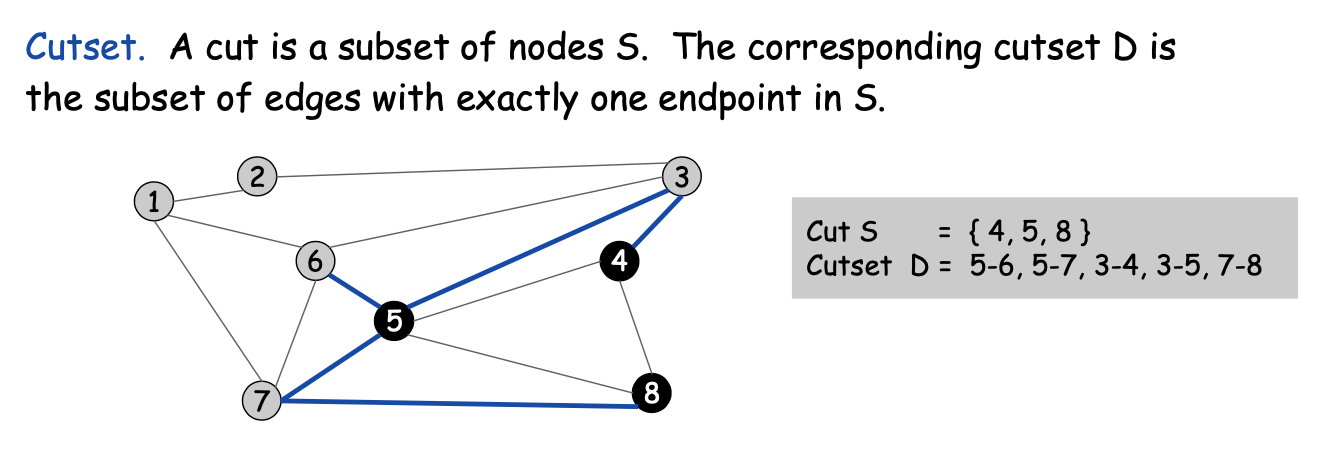 Cutset. A cut is a subset of nodes S. The corresponding cutset D is
the subset of edges with exactly one endpoint in S.
2
3
1
6
4
5
7
8
Cut S = { 4, 5, 8 }
Cutset D = 5-6, 5-7, 3-4, 3-5, 7-8